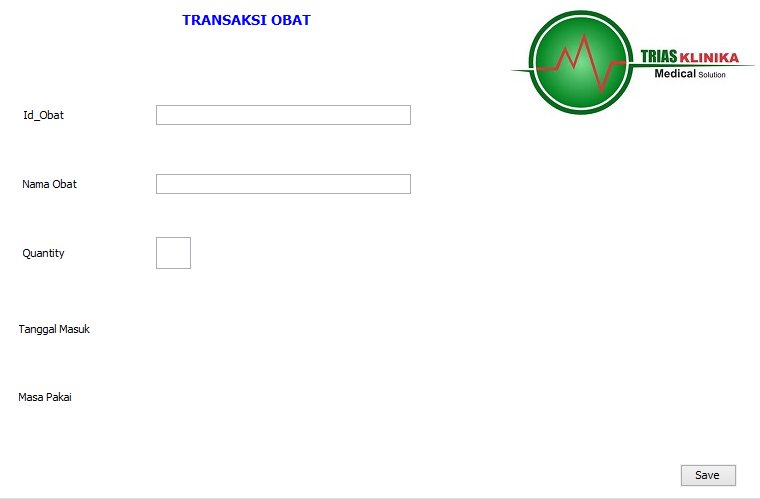 TRANSAKSI OBAT
TRIAS KLINIKA
Medical Solution
Id_Obat
Nama Obat
Quantity
Tanggal Masuk
Masa Pakai
Save